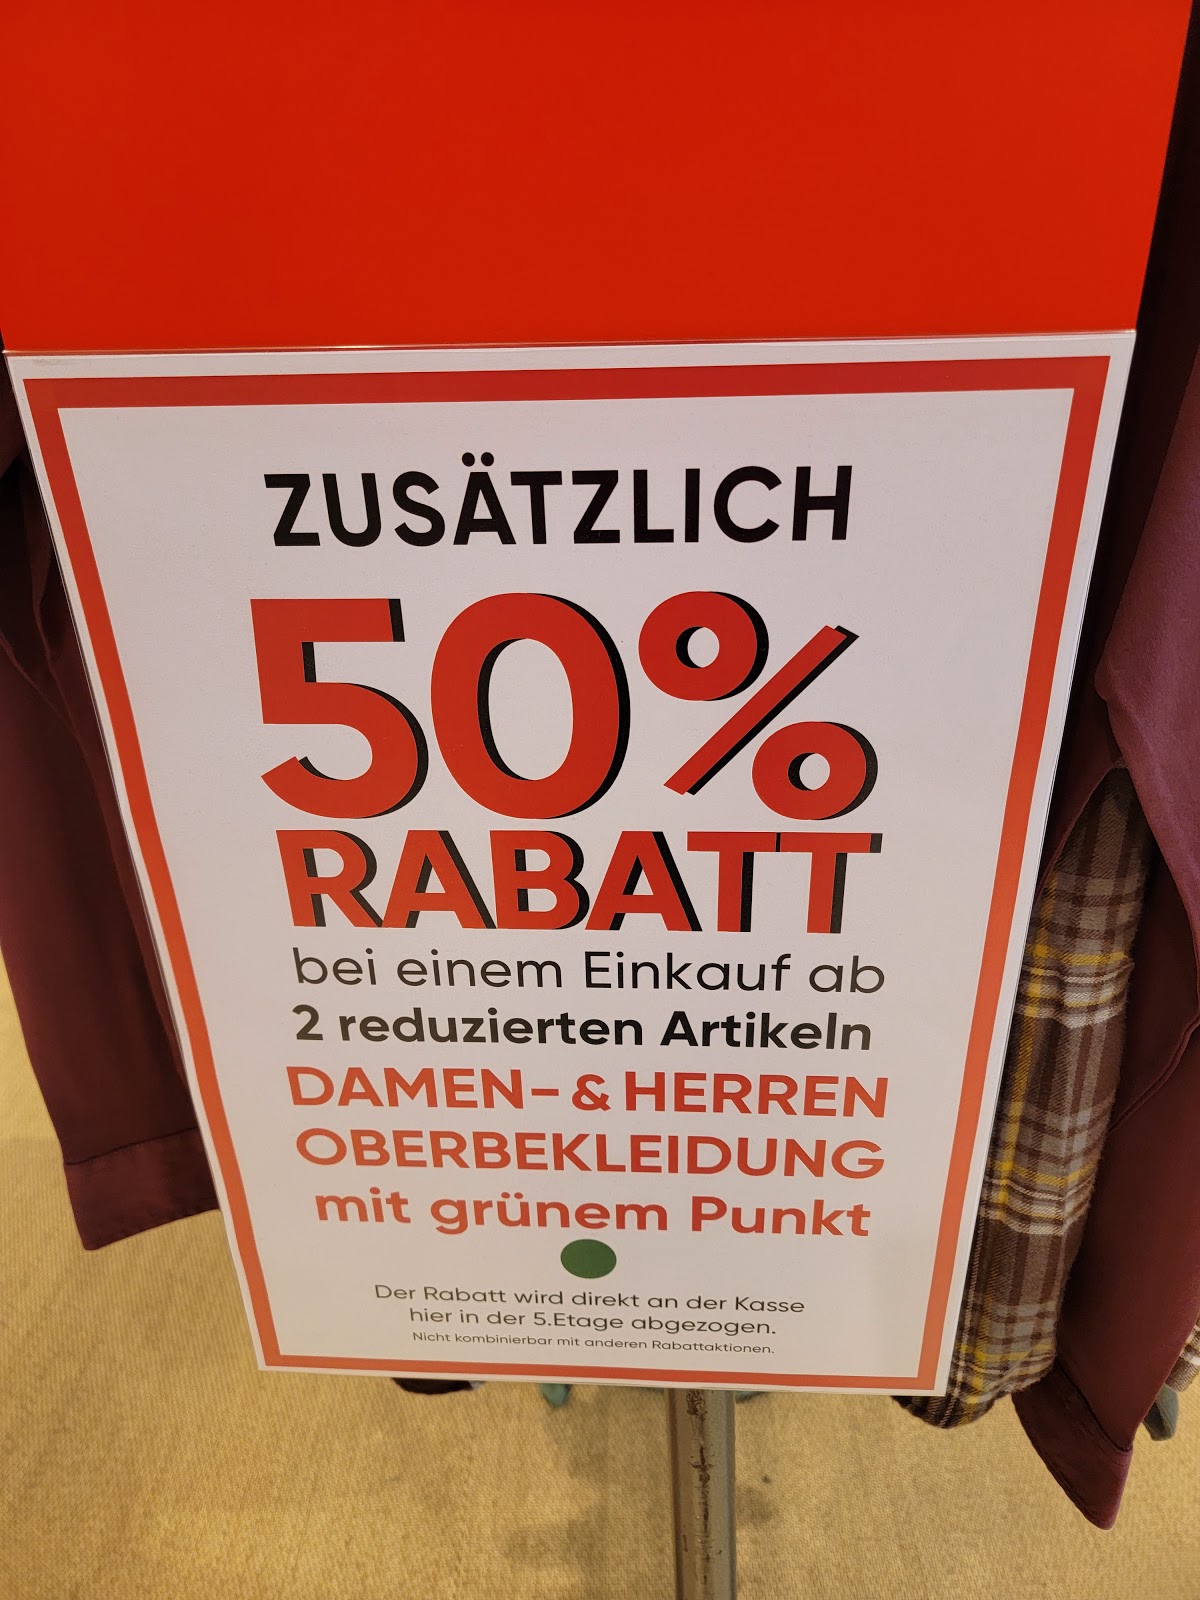 ZUSÄTZLICH
50%
RABATT
bei einem Einkauf ab
2 reduzierten Artikeln
DAMEN- & HERREN
OBERBEKLEIDUNG
mit grünem Punkt
Der Rabatt wird direkt an der Kasse
hier in der 5.Etage abgezogen.
Nicht kombinierbar mit anderen Rabattaktionen.